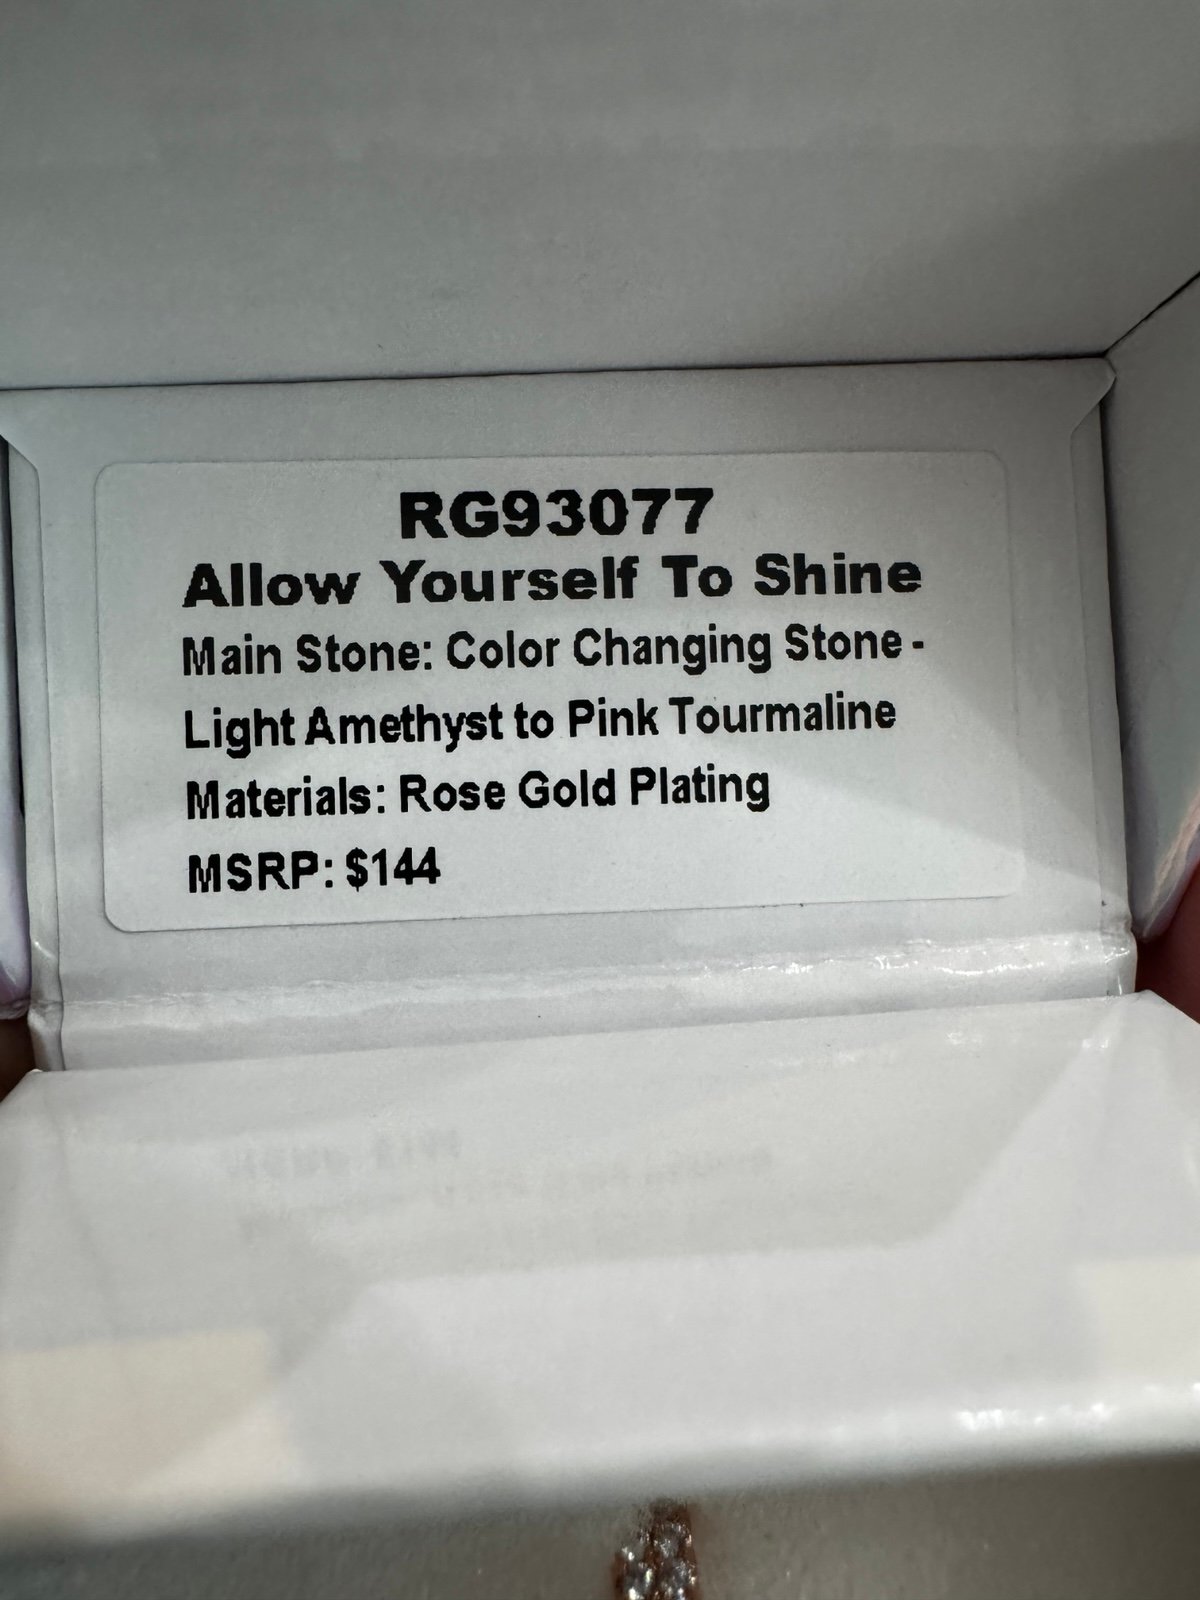 RG93077
Allow Yourself To Shine
Main Stone: Color Changing Stone -
Light Amethyst to Pink Tourmaline
Materials: Rose Gold Plating
MSRP: $144